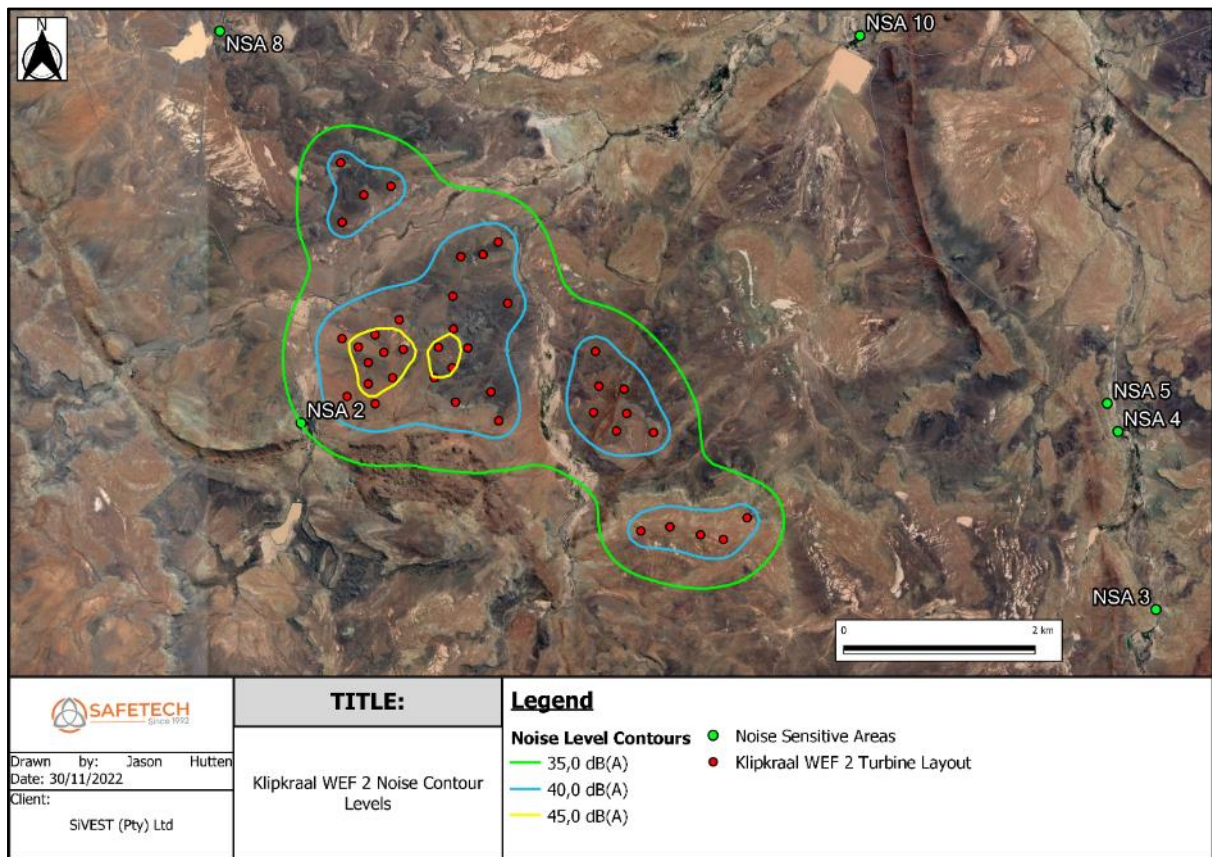 N
NSA 8
NSA 10
NSA 2
NSA 5
NSA 4
NSA 3
0 2 km
SAFETECH
Since 1992
Drawn by: Jason Hutten
Date: 30/11/2022
Client:
SiVEST (Pty) Ltd
TITLE:
Klipkraal WEF 2 Noise Contour
Levels
Legend
Noise Level Contours
35,0 dB(A)
40,0 dB(A)
45,0 dB(A)
Noise Sensitive Areas
Klipkraal WEF 2 Turbine Layout